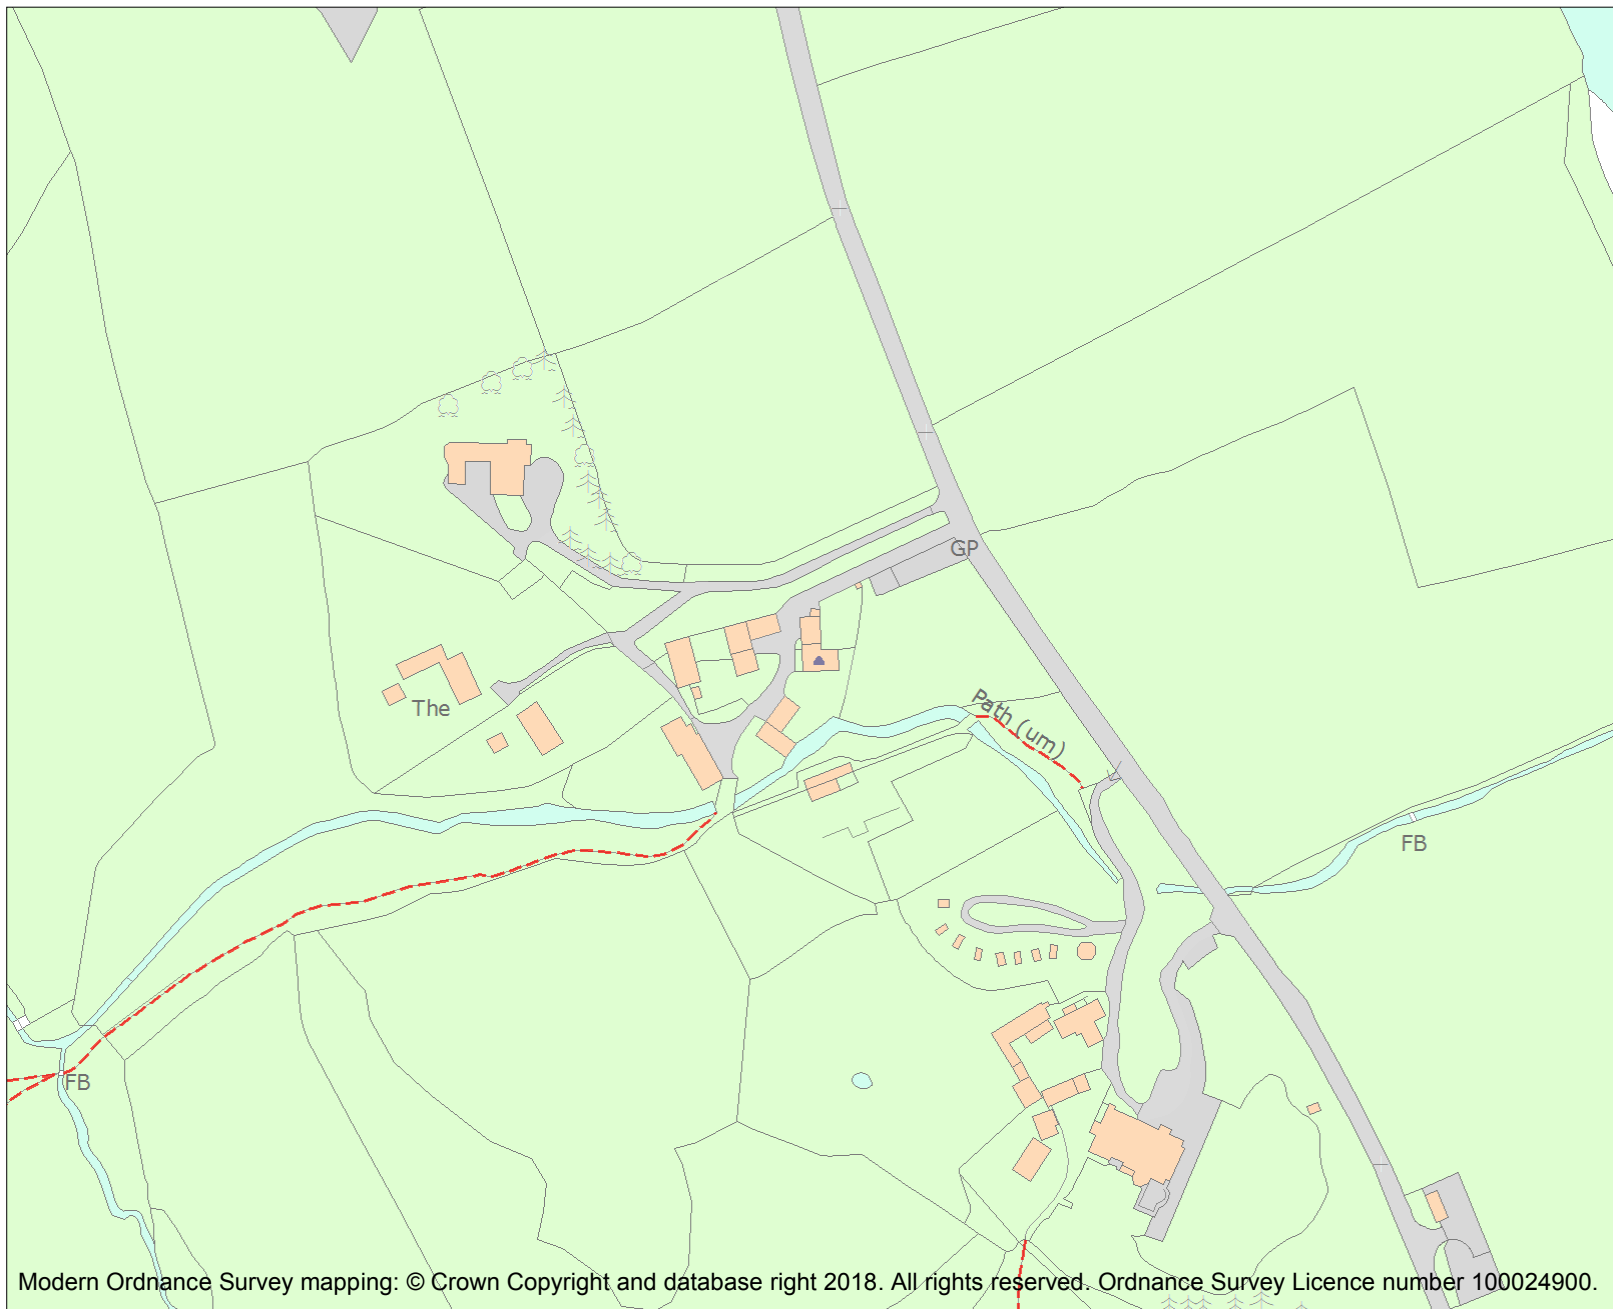 GP
Path (um)
The
FB
FB
Modern Ordnance Survey mapping: © Crown Copyright and database right 2018. All rights reserved. Ordnance Survey Licence number 100024900.